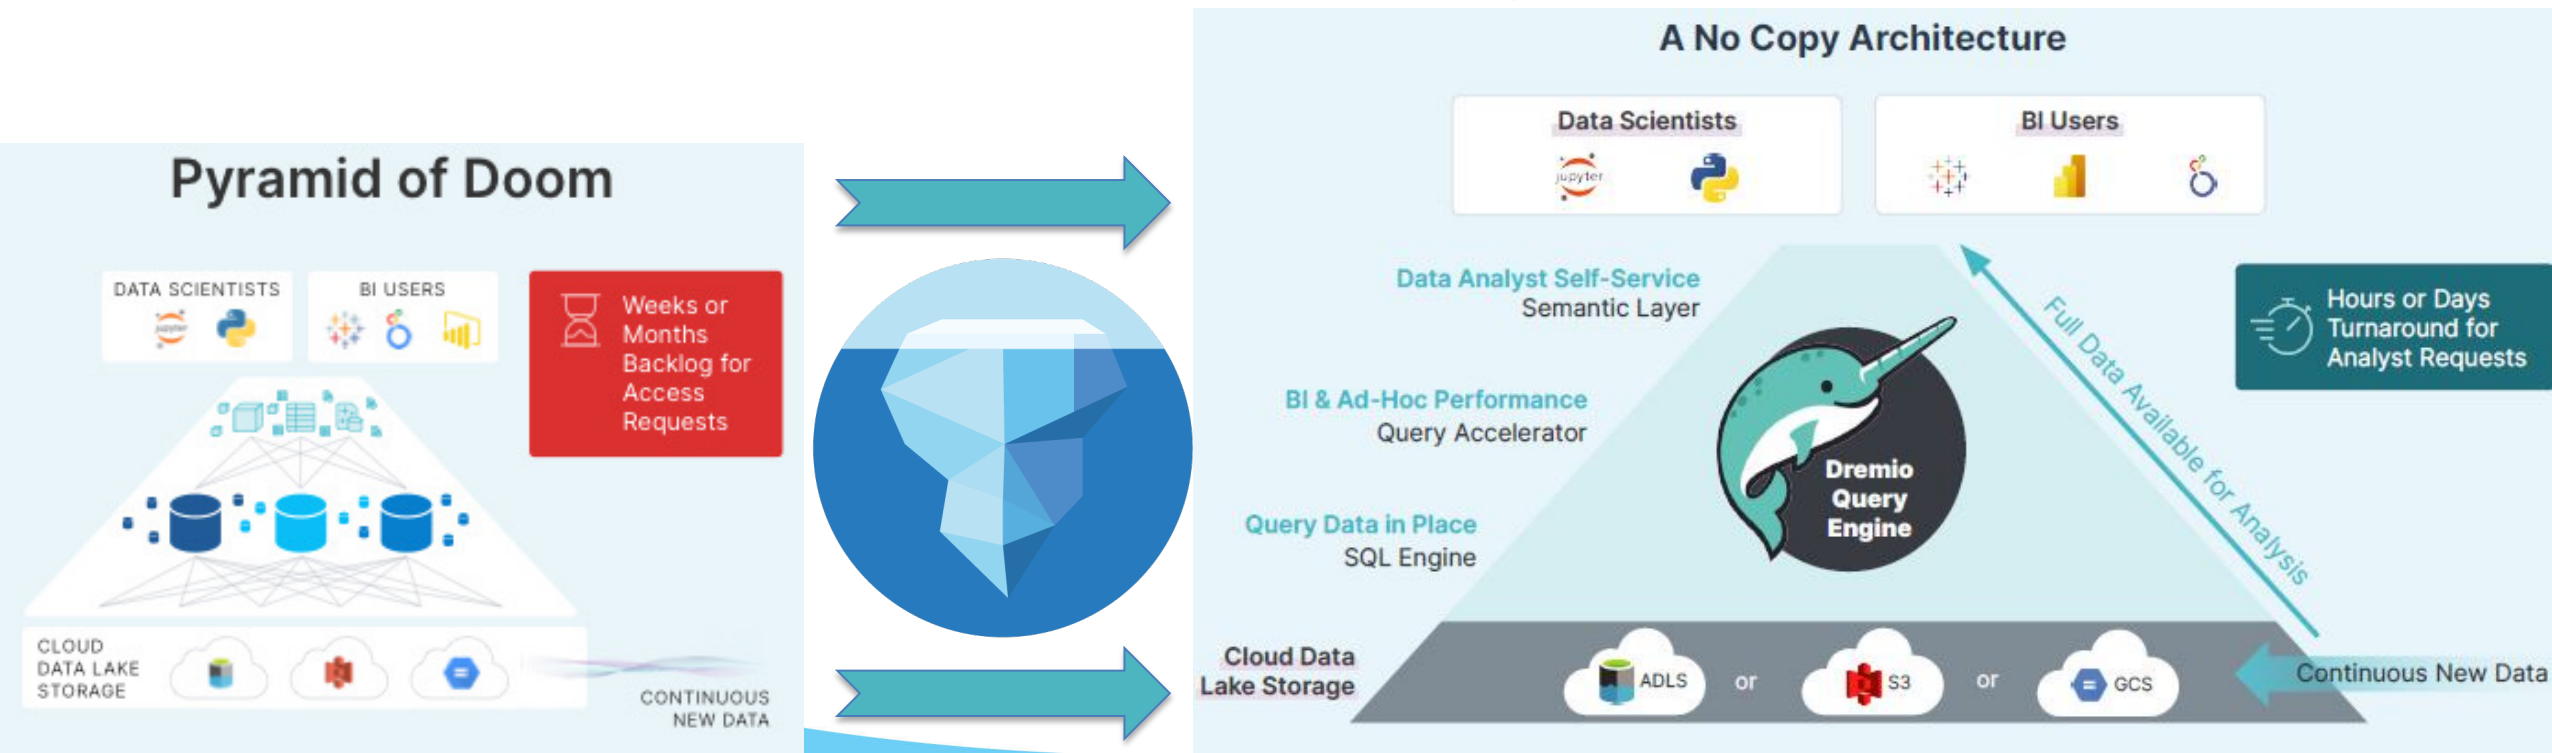 Pyramid of Doom
DATA SCIENTISTS
jupyter
BI USERS
Weeks or
Months
Backlog for
Access
Requests
CLOUD
DATA LAKE
STORAGE
CONTINUOUS
NEW DATA
A No Copy Architecture
Data Scientists
jupyter
BI Users
Data Analyst Self-Service
Semantic Layer
BI & Ad-Hoc Performance
Query Accelerator
Query Data in Place
SQL Engine
Dremio
Query
Engine
Full Data Available for Analysis
Hours or Days
Turnaround for
Analyst Requests
Cloud Data
Lake Storage
ADLS or S3 or GCS
Continuous New Data